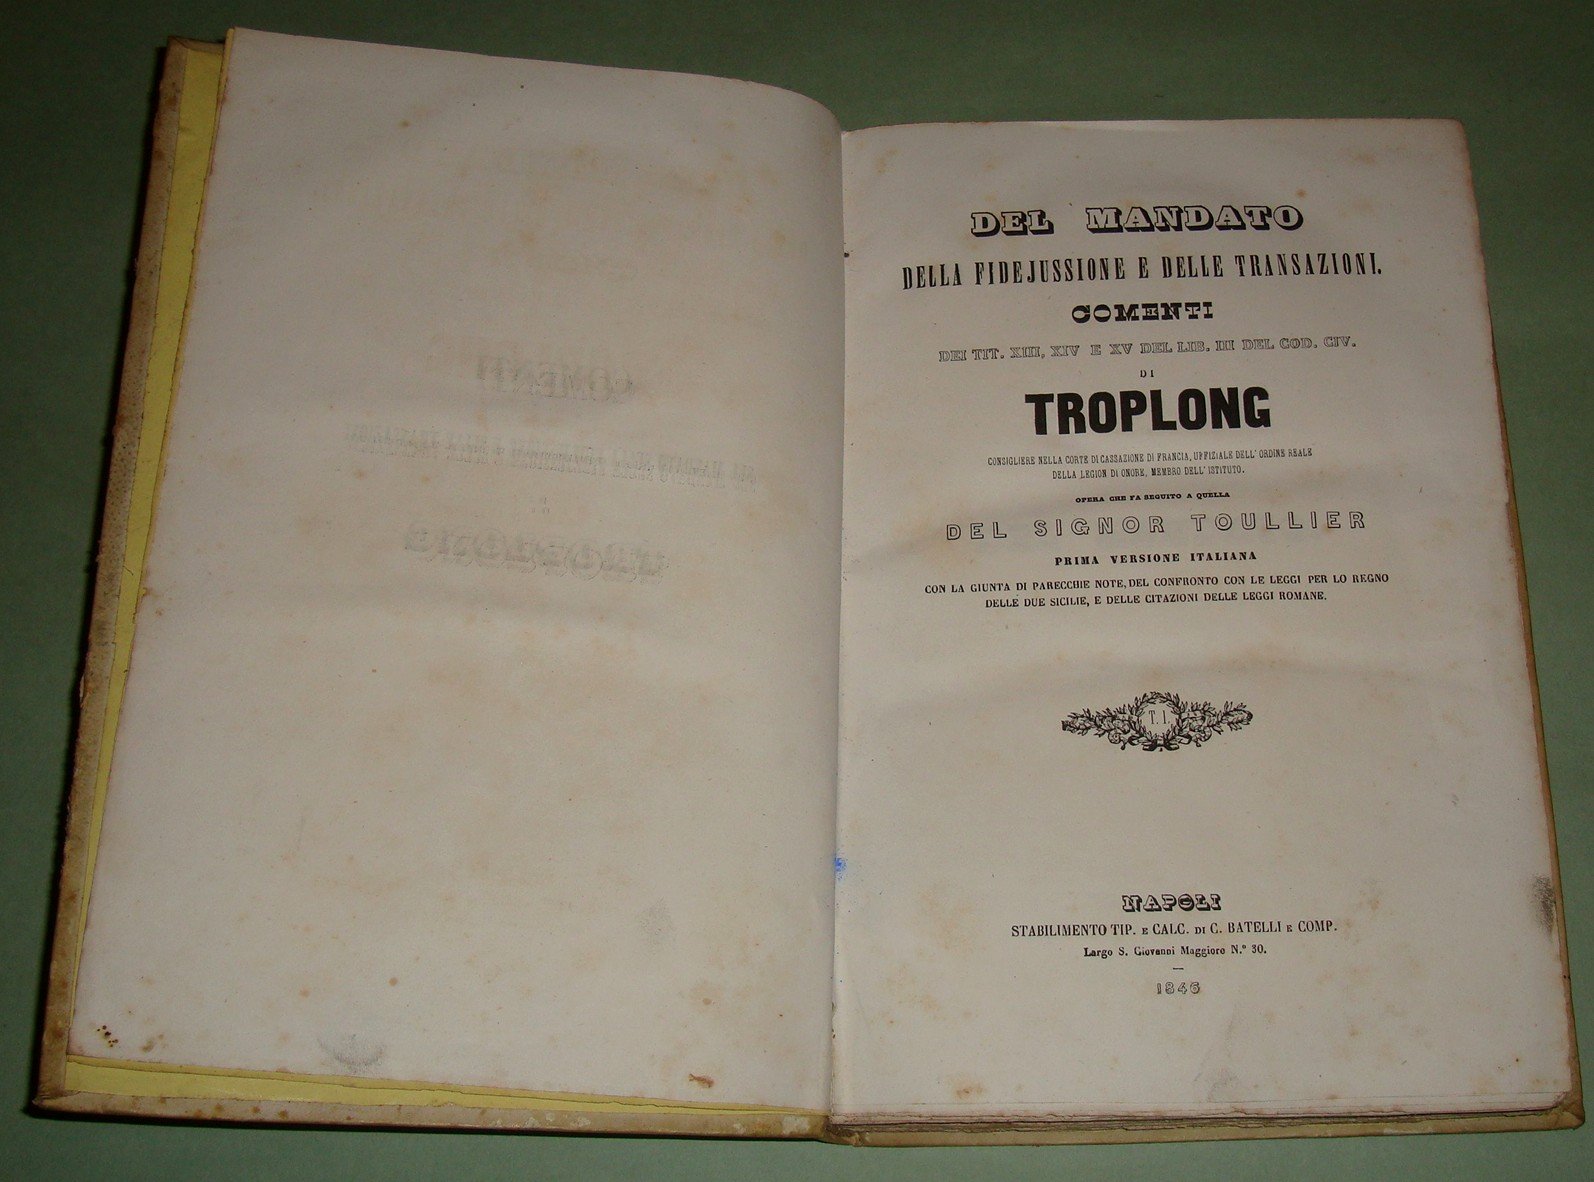 COMENTI
TROPLONG
DEL MANDATO
DELLA FIDEJUSSIONE E DELLE TRANSAZIONI.
COMENTI
DEI TIT. XIII, XIV E XV DEL LIB. III DEL COD. CIV.
DI
TROPLONG
CONSIGLIERE NELLA CORTE DI CASSAZIONE DI FRANCIA, UFFIZIALE DELL' ORDINE REALE
DELLA LEGION DI ONORE, MEMBRO DELL' ISTITUTO.
OPERA CHE FA SEGUITO A QUELLA
DEL SIGNOR TOULLIER
PRIMA VERSIONE ITALIANA
CON LA GIUNTA DI PARECCHIE NOTE, DEL CONFRONTO CON LE LEGGI PER LO REGNO
DELLE DUE SICILIE, E DELLE CITAZIONI DELLE LEGGI ROMANE.
T. I.
NAPOLI
STABILIMENTO TIP. E CALC. DI C. BATELLI E COMP.
Largo S. Giovanni Maggiore N.° 30.
1846